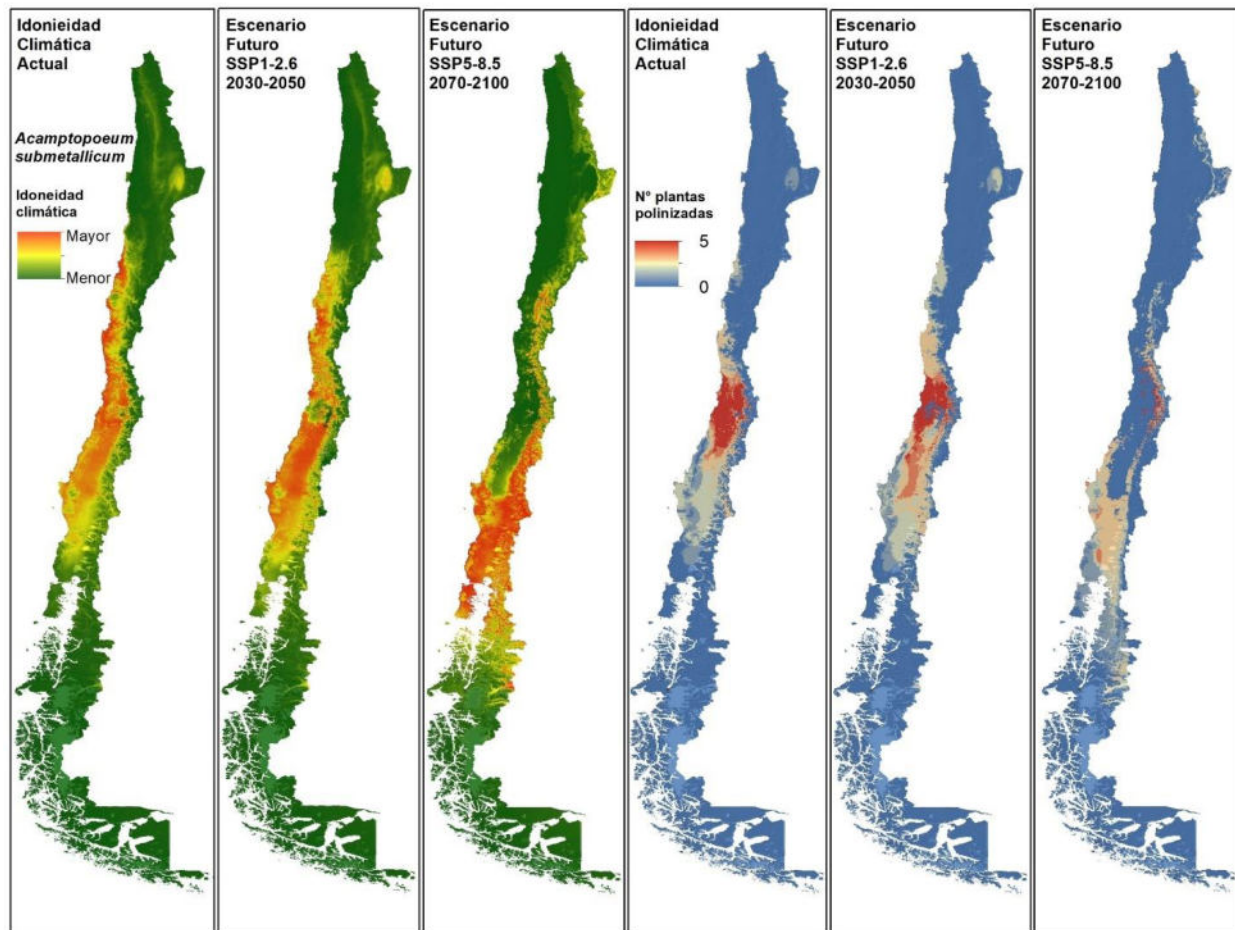 Idonieidad
Climática
Actual
Acamptopoeum
submetallicum
Idoneidad
climática
Mayor
Menor
Escenario
Futuro
SSP1-2.6
2030-2050
Escenario
Futuro
SSP5-8.5
2070-2100
Idonieidad
Climática
Actual
N° plantas
polinizadas
5
0
Escenario
Futuro
SSP1-2.6
2030-2050
Escenario
Futuro
SSP5-8.5
2070-2100